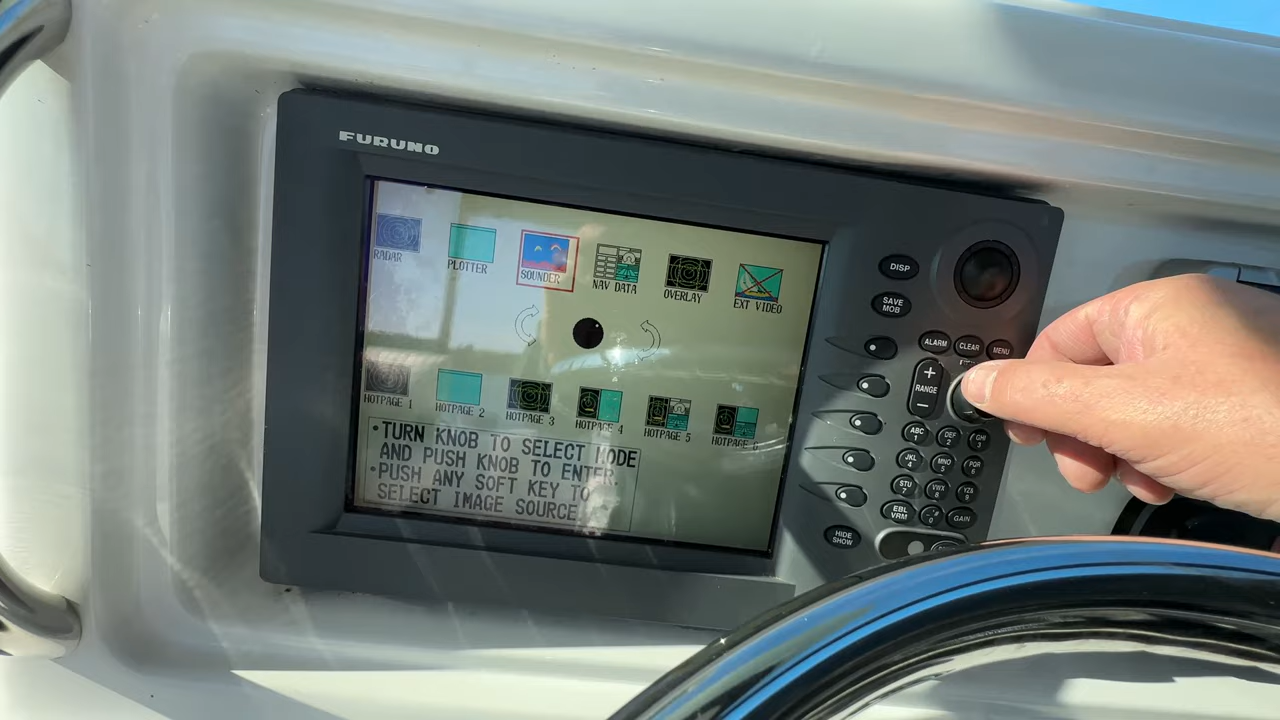 FURUNO
RADAR
PLOTTER
SOUNDER
NAV DATA
OVERLAY
EXT VIDEO
HOTPAGE 1
HOTPAGE 2
HOTPAGE 3
HOTPAGE 4
HOTPAGE 5
HOTPAGE 6
•TURN KNOB TO SELECT MODE
AND PUSH KNOB TO ENTER.
•PUSH ANY SOFT KEY TO
SELECT IMAGE SOURCE.
DISP
SAVE
MOB
ALARM
CLEAR
MENU
+
RANGE
−
ABC
1
DEF
2
GHI
3
JKL
4
MNO
5
PQR
6
STU
7
VWX
8
YZ&
9
EBL
VRM
0
GAIN
HIDE
SHOW